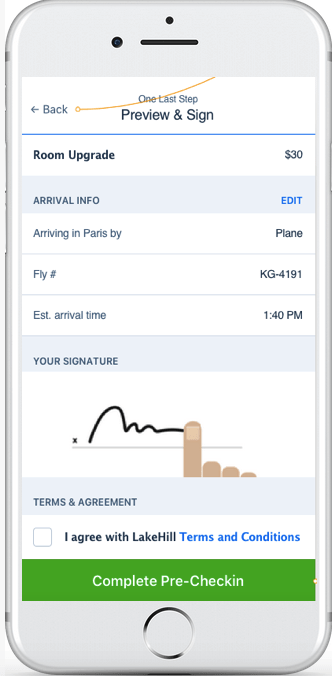 One Last Step
← Back
Preview & Sign
Room Upgrade $30
ARRIVAL INFO EDIT
Arriving in Paris by Plane
Fly # KG-4191
Est. arrival time 1:40 PM
YOUR SIGNATURE
x
TERMS & AGREEMENT
I agree with LakeHill Terms and Conditions
Complete Pre-Checkin